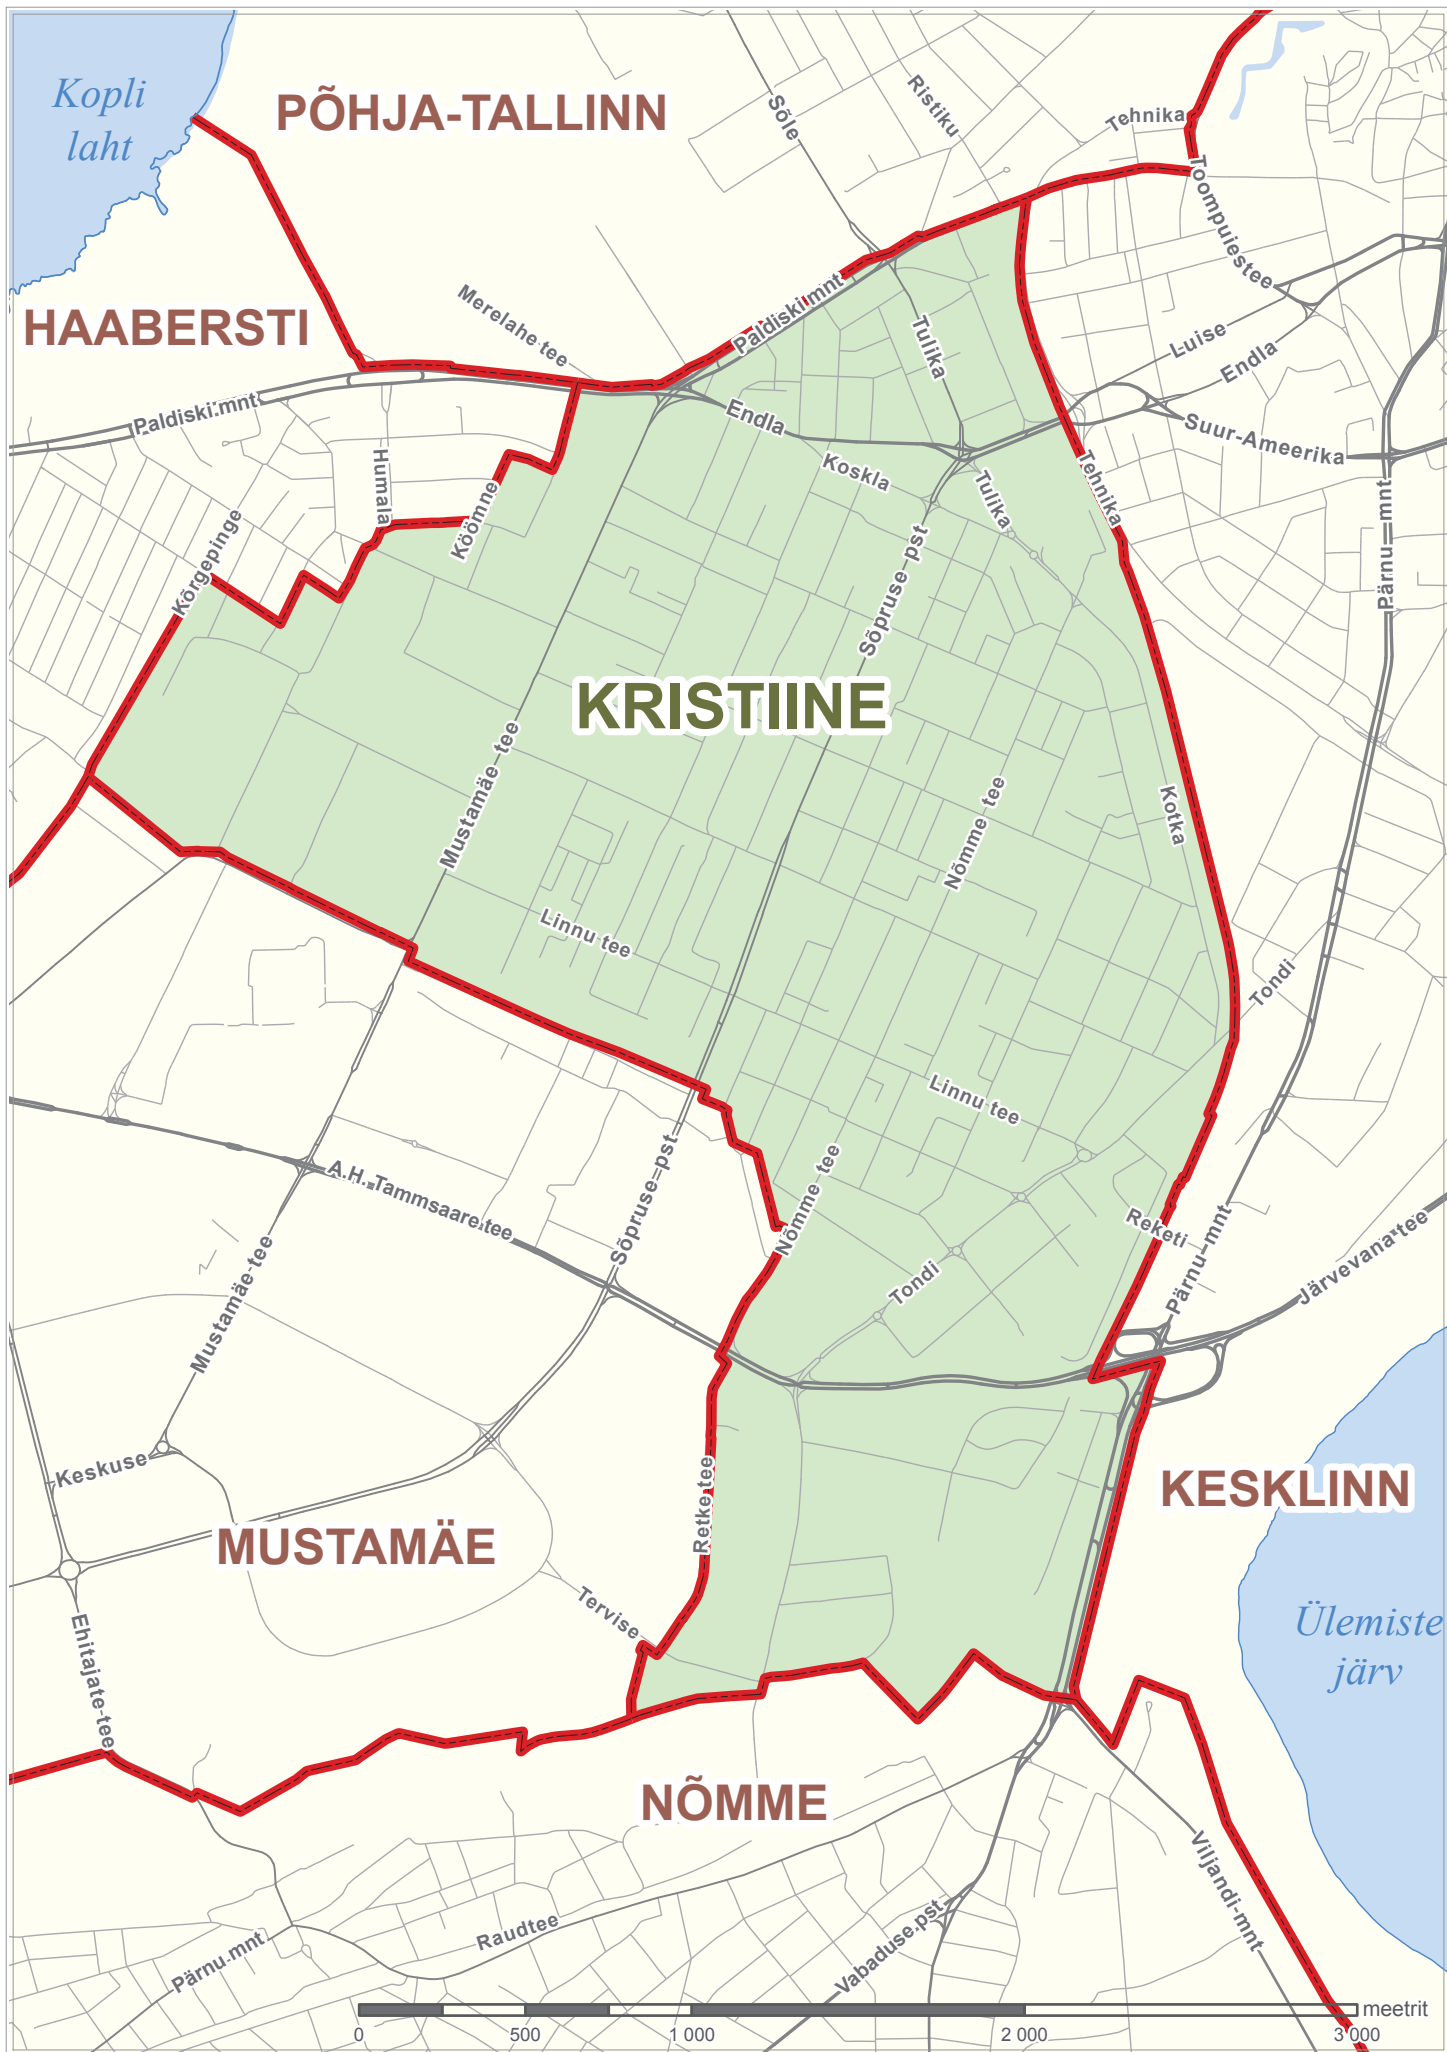 Kopli
laht
PÕHJA-TALLINN
Sõle
Ristiku
Tehnika
Toompuiestee
HAABERSTI
Merelahe tee
Paldiski mnt
Tulika
Luise
Endla
Paldiski mnt
Endla
Suur-Ameerika
Humala
Köömne
Koskla
Tulika
Tehnika
Pärnu mnt
Kõrgepinge
Sõpruse pst
KRISTIINE
Mustamäe tee
Nõmme tee
Kotka
Linnu tee
Tondi
Linnu tee
A.H. Tammsaare tee
Sõpruse pst
Nõmme tee
Reketi
Pärnu mnt
Järvevana tee
Mustamäe tee
Tondi
Keskuse
Retke tee
KESKLINN
MUSTAMÄE
Tervise
Ülemiste
järv
Ehitajate tee
NÕMME
Viljandi mnt
Raudtee
Pärnu mnt
Vabaduse pst
meetrit
0 500 1 000 2 000 3 000